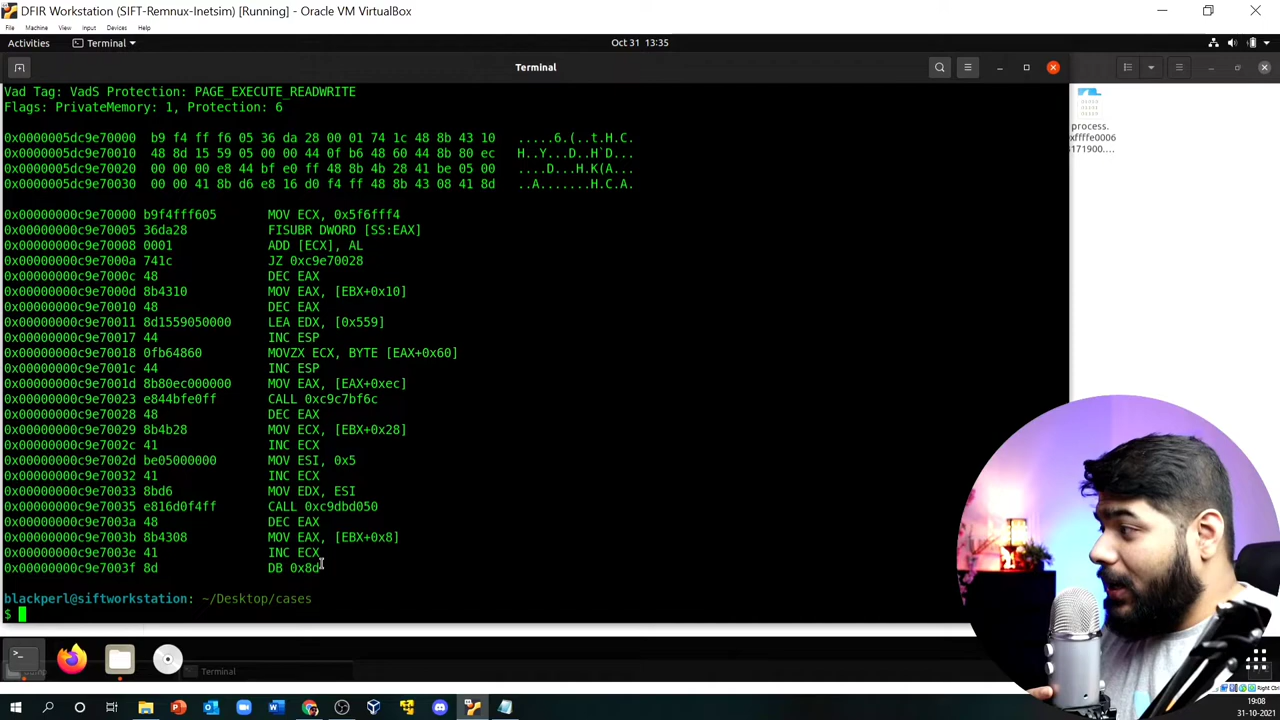 DFIR Workstation (SIFT-Remnux-Inetsim) [Running] - Oracle VM VirtualBox
File Machine View Input Devices Help
Activities Terminal Oct 31 13:35
Terminal
Vad Tag: VadS Protection: PAGE_EXECUTE_READWRITE
Flags: PrivateMemory: 1, Protection: 6
0x0000005dc9e70000 b9 f4 ff f6 05 36 da 28 00 01 74 1c 48 8b 43 10 .....6.(..t.H.C.
0x0000005dc9e70010 48 8d 15 59 05 00 00 44 0f b6 48 60 44 8b 80 ec H..Y...D..H`D...
0x0000005dc9e70020 00 00 00 e8 44 bf e0 ff 48 8b 4b 28 41 be 05 00 ....D...H.K(A...
0x0000005dc9e70030 00 00 41 8b d6 e8 16 d0 f4 ff 48 8b 43 08 41 8d ..A.......H.C.A.
0x00000000c9e70000 b9f4fff605 MOV ECX, 0x5f6fff4
0x00000000c9e70005 36da28 FISUBR DWORD [SS:EAX]
0x00000000c9e70008 0001 ADD [ECX], AL
0x00000000c9e7000a 741c JZ 0xc9e70028
0x00000000c9e7000c 48 DEC EAX
0x00000000c9e7000d 8b4310 MOV EAX, [EBX+0x10]
0x00000000c9e70010 48 DEC EAX
0x00000000c9e70011 8d1559050000 LEA EDX, [0x559]
0x00000000c9e70017 44 INC ESP
0x00000000c9e70018 0fb64860 MOVZX ECX, BYTE [EAX+0x60]
0x00000000c9e7001c 44 INC ESP
0x00000000c9e7001d 8b80ec000000 MOV EAX, [EAX+0xec]
0x00000000c9e70023 e844bfe0ff CALL 0xc9c7bf6c
0x00000000c9e70028 48 DEC EAX
0x00000000c9e70029 8b4b28 MOV ECX, [EBX+0x28]
0x00000000c9e7002c 41 INC ECX
0x00000000c9e7002d be05000000 MOV ESI, 0x5
0x00000000c9e70032 41 INC ECX
0x00000000c9e70033 8bd6 MOV EDX, ESI
0x00000000c9e70035 e816d0f4ff CALL 0xc9dbd050
0x00000000c9e7003a 48 DEC EAX
0x00000000c9e7003b 8b4308 MOV EAX, [EBX+0x8]
0x00000000c9e7003e 41 INC ECX
0x00000000c9e7003f 8d DB 0x8d
blackperl@siftworkstation: ~/Desktop/cases
$
process.
xffffe0006
171900....
Terminal
Right Ctrl
19:08
31-10-2021